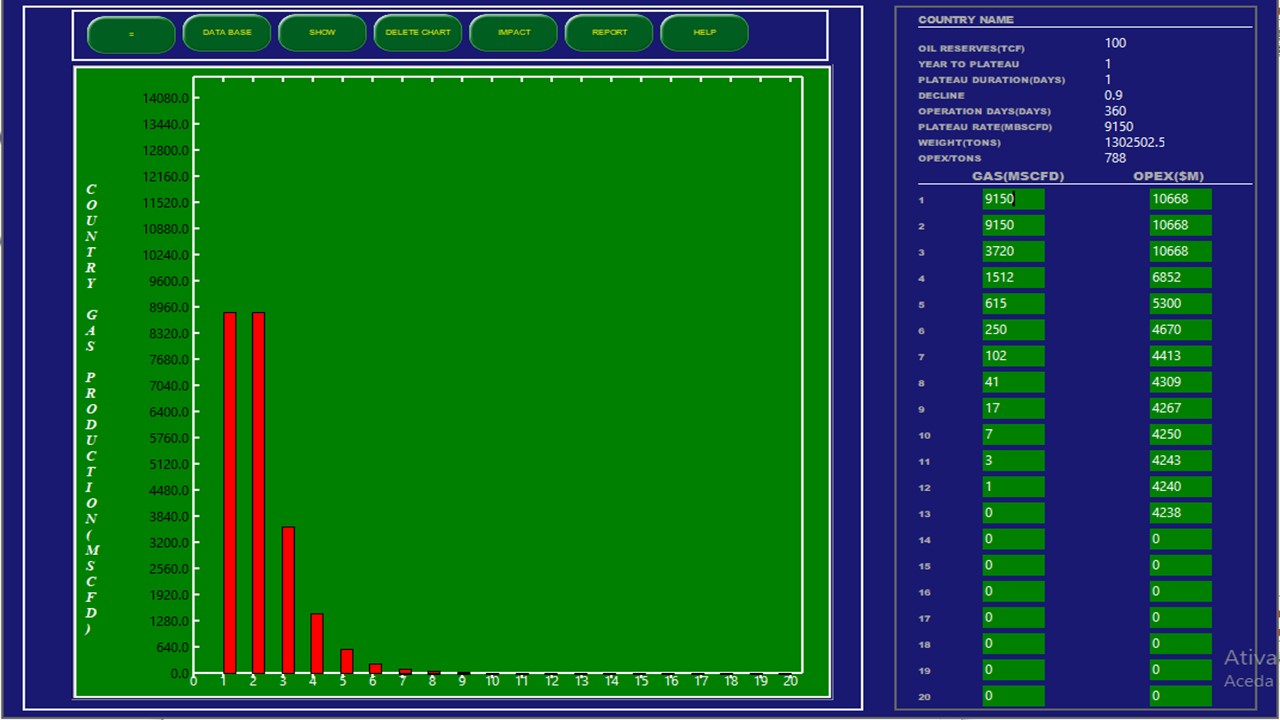 = DATA BASE SHOW DELETE CHART IMPACT REPORT HELP
COUNTRY GAS PRODUCTION(MSCFD)
14080.0
13440.0
12800.0
12160.0
11520.0
10880.0
10240.0
9600.0
8960.0
8320.0
7680.0
7040.0
6400.0
5760.0
5120.0
4480.0
3840.0
3200.0
2560.0
1920.0
1280.0
640.0
0.0
0 1 2 3 4 5 6 7 8 9 10 11 12 13 14 15 16 17 18 19 20
COUNTRY NAME
OIL RESERVES(TCF) 100
YEAR TO PLATEAU 1
PLATEAU DURATION(DAYS) 1
DECLINE 0.9
OPERATION DAYS(DAYS) 360
PLATEAU RATE(MBSCFD) 9150
WEIGHT(TONS) 1302502.5
OPEX/TONS 788
GAS(MSCFD) OPEX($M)
1 9150 10668
2 9150 10668
3 3720 10668
4 1512 6852
5 615 5300
6 250 4670
7 102 4413
8 41 4309
9 17 4267
10 7 4250
11 3 4243
12 1 4240
13 0 4238
14 0 0
15 0 0
16 0 0
17 0 0
18 0 0
19 0 0
20 0 0
Ativa
Aceda